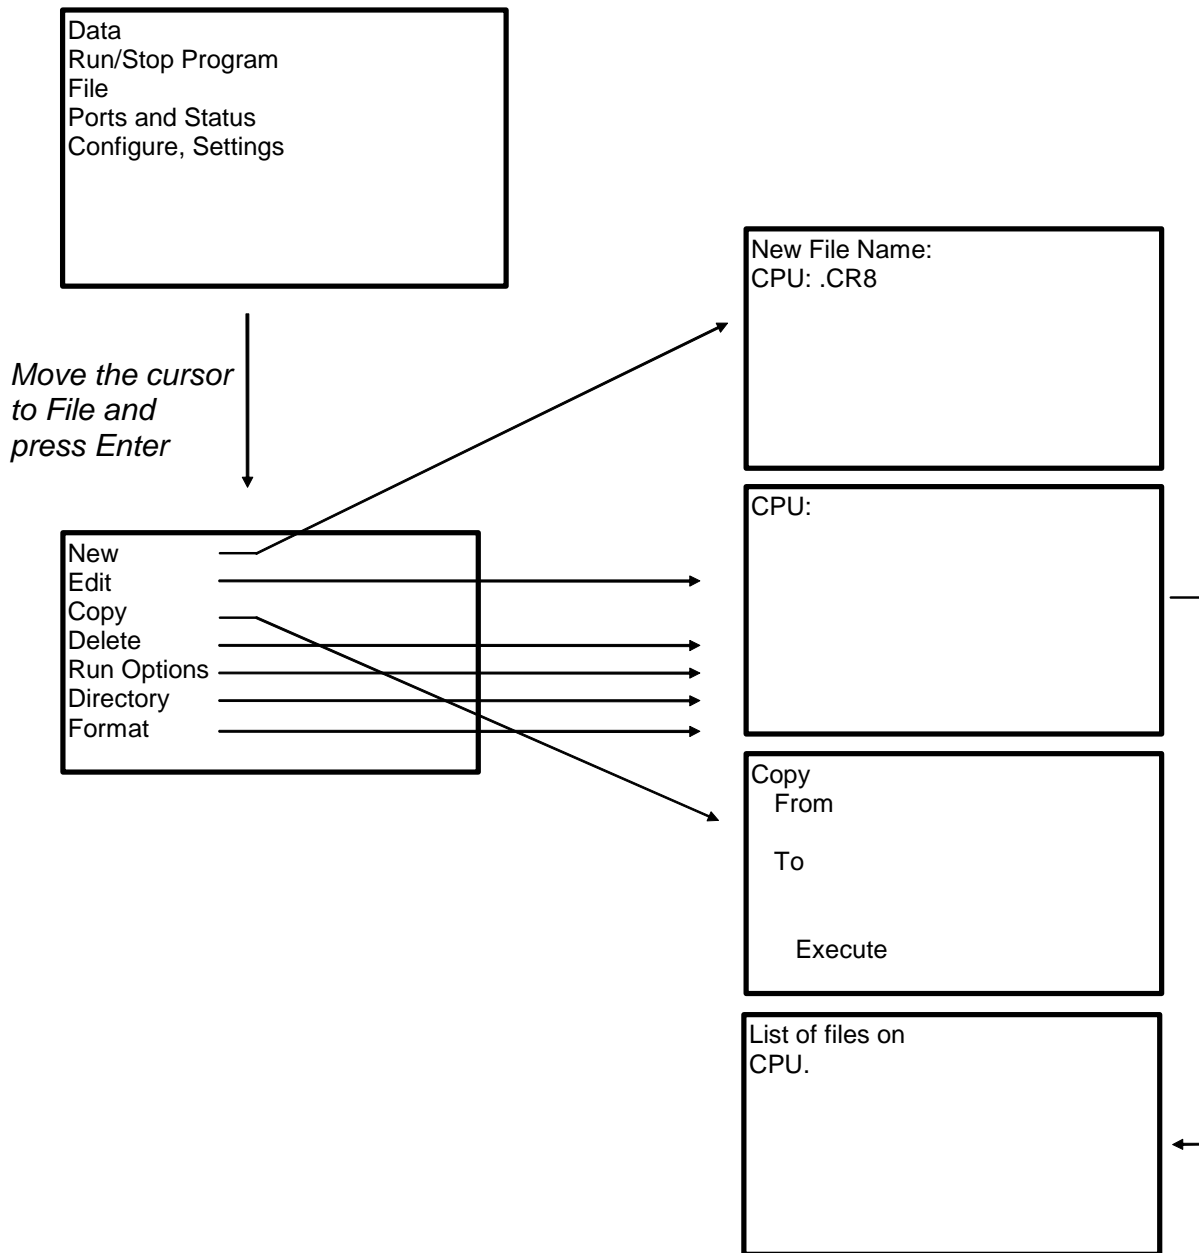 Data
Run/Stop Program
File
Ports and Status
Configure, Settings
Move the cursor
to File and
press Enter
New
Edit
Copy
Delete
Run Options
Directory
Format
New File Name:
CPU: .CR8
CPU:
Copy
From
To
Execute
List of files on
CPU.